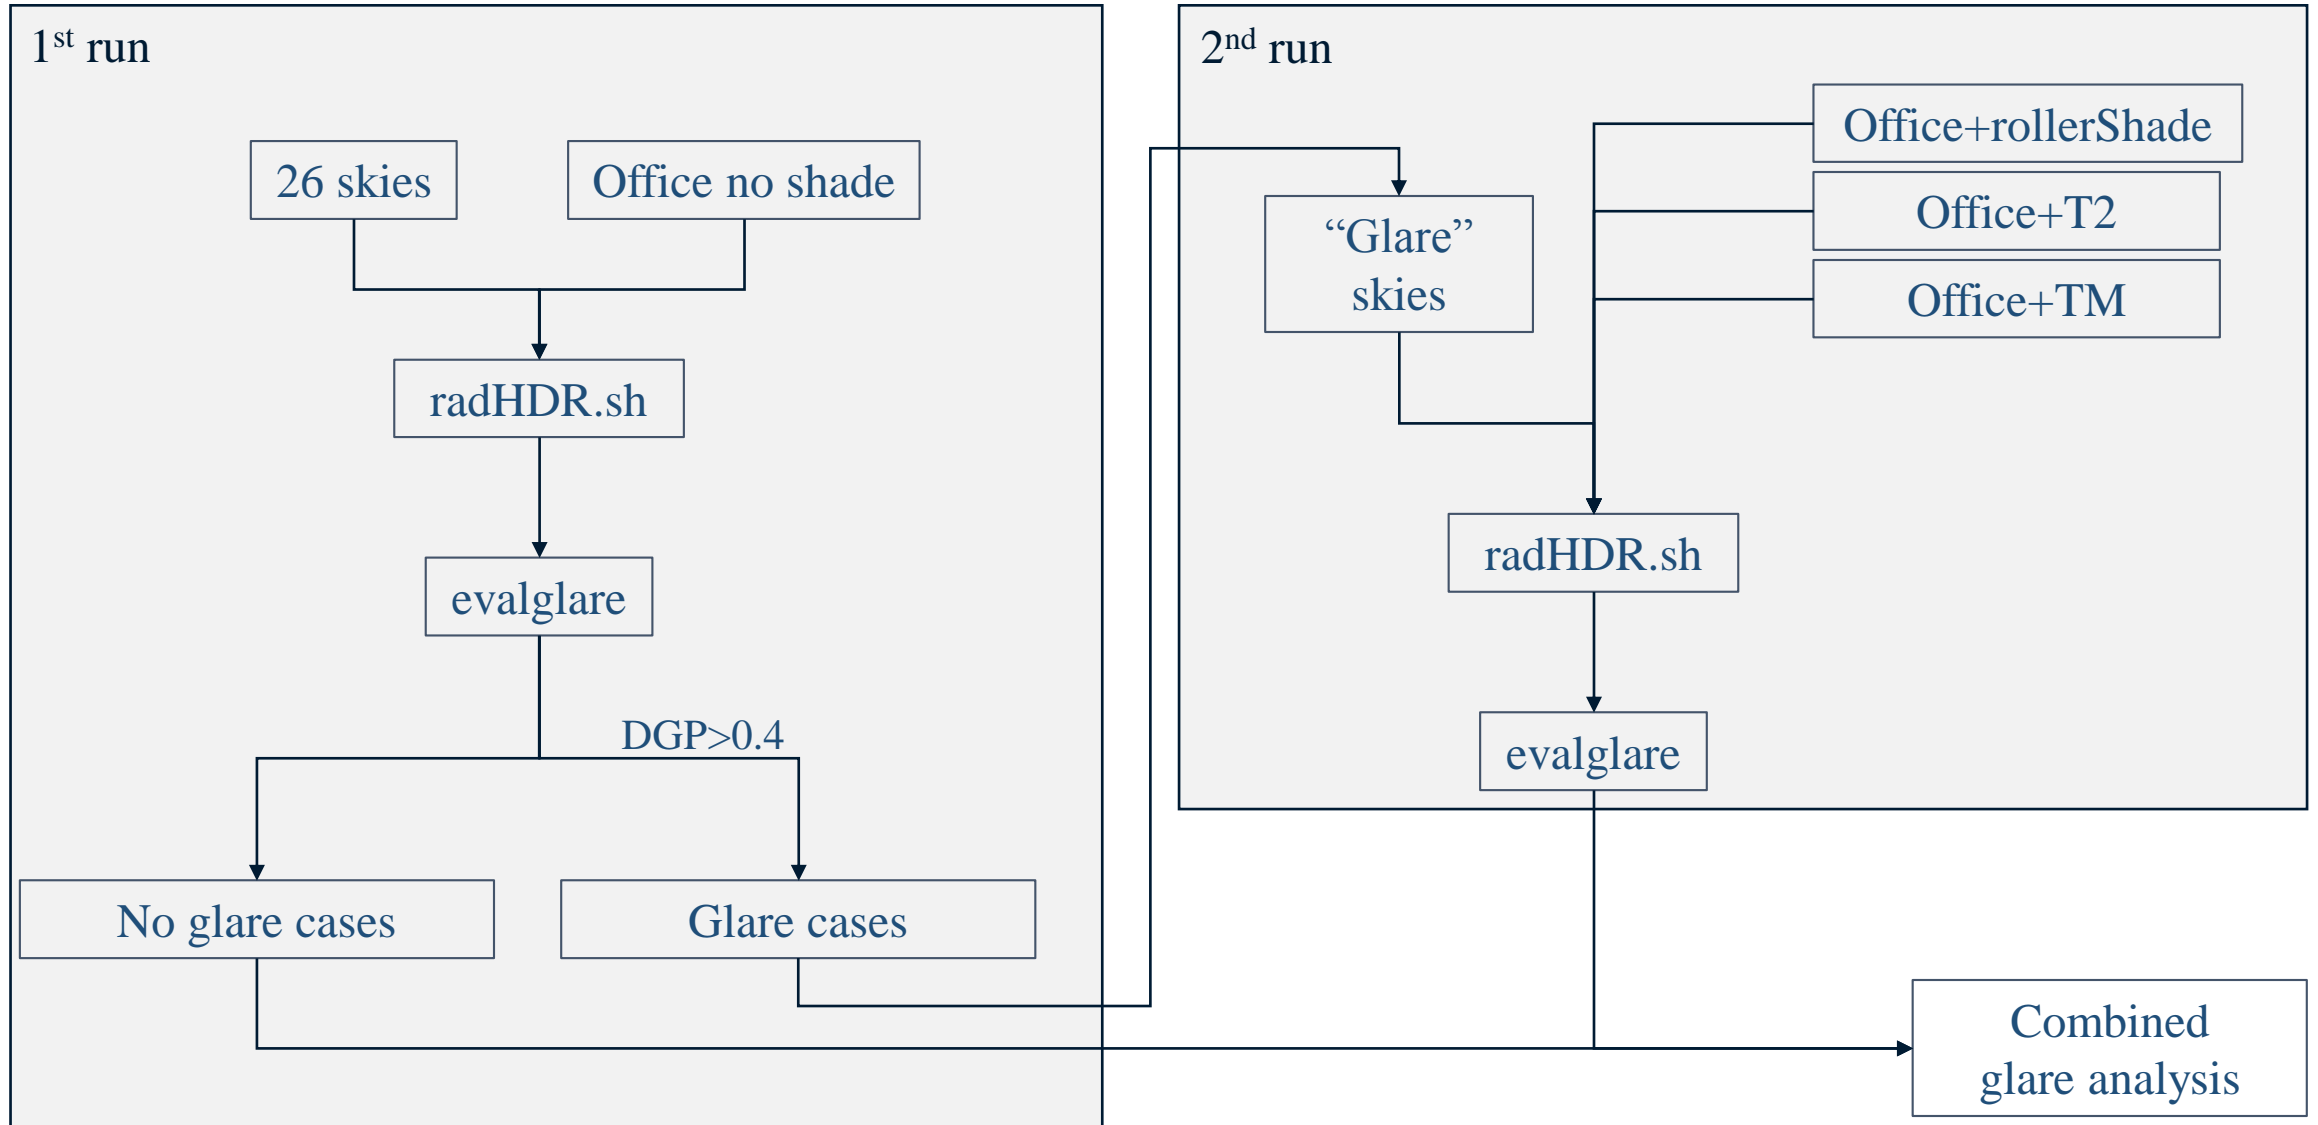 1st run
26 skies
Office no shade
radHDR.sh
evalglare
DGP>0.4
No glare cases
Glare cases
2nd run
“Glare”
skies
Office+rollerShade
Office+T2
Office+TM
radHDR.sh
evalglare
Combined
glare analysis